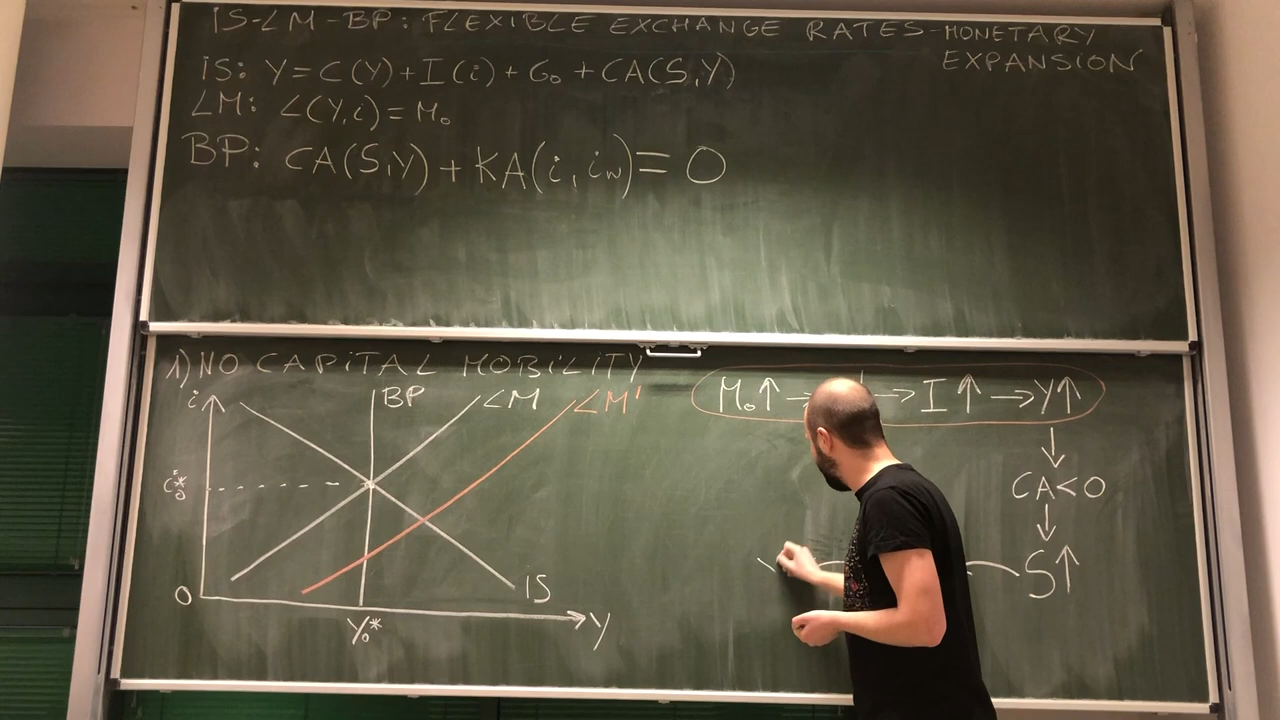 IS-LM-BP: FLEXIBLE EXCHANGE RATES-MONETARY
EXPANSION
IS: Y=C(Y)+I(i)+G₀+CA(S,Y)
LM: L(Y,i)=M₀
BP: CA(S,Y)+KA(i,iw)=0
1) NO CAPITAL MOBILITY
i
BP
LM
LM'
i₀*
0
Y₀*
IS
Y
M₀↑→
→I↑→Y↑
↓
CA<0
↓
S↑